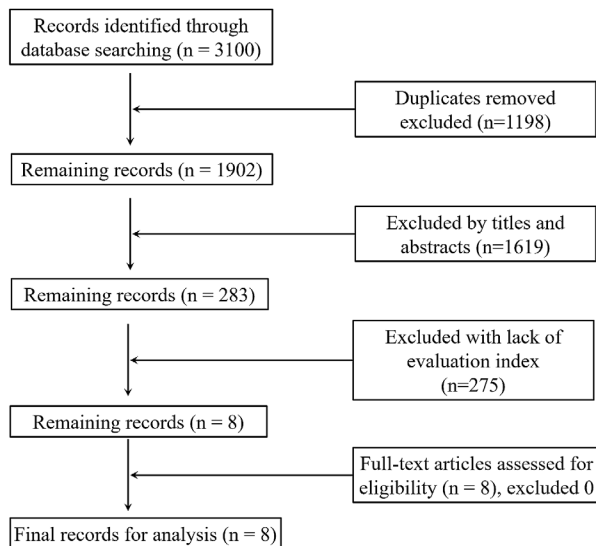 Records identified through
database searching (n = 3100)
Duplicates removed
excluded (n=1198)
Remaining records (n = 1902)
Excluded by titles and
abstracts (n=1619)
Remaining records (n = 283)
Excluded with lack of
evaluation index
(n=275)
Remaining records (n = 8)
Full-text articles assessed for
eligibility (n = 8), excluded 0
Final records for analysis (n = 8)